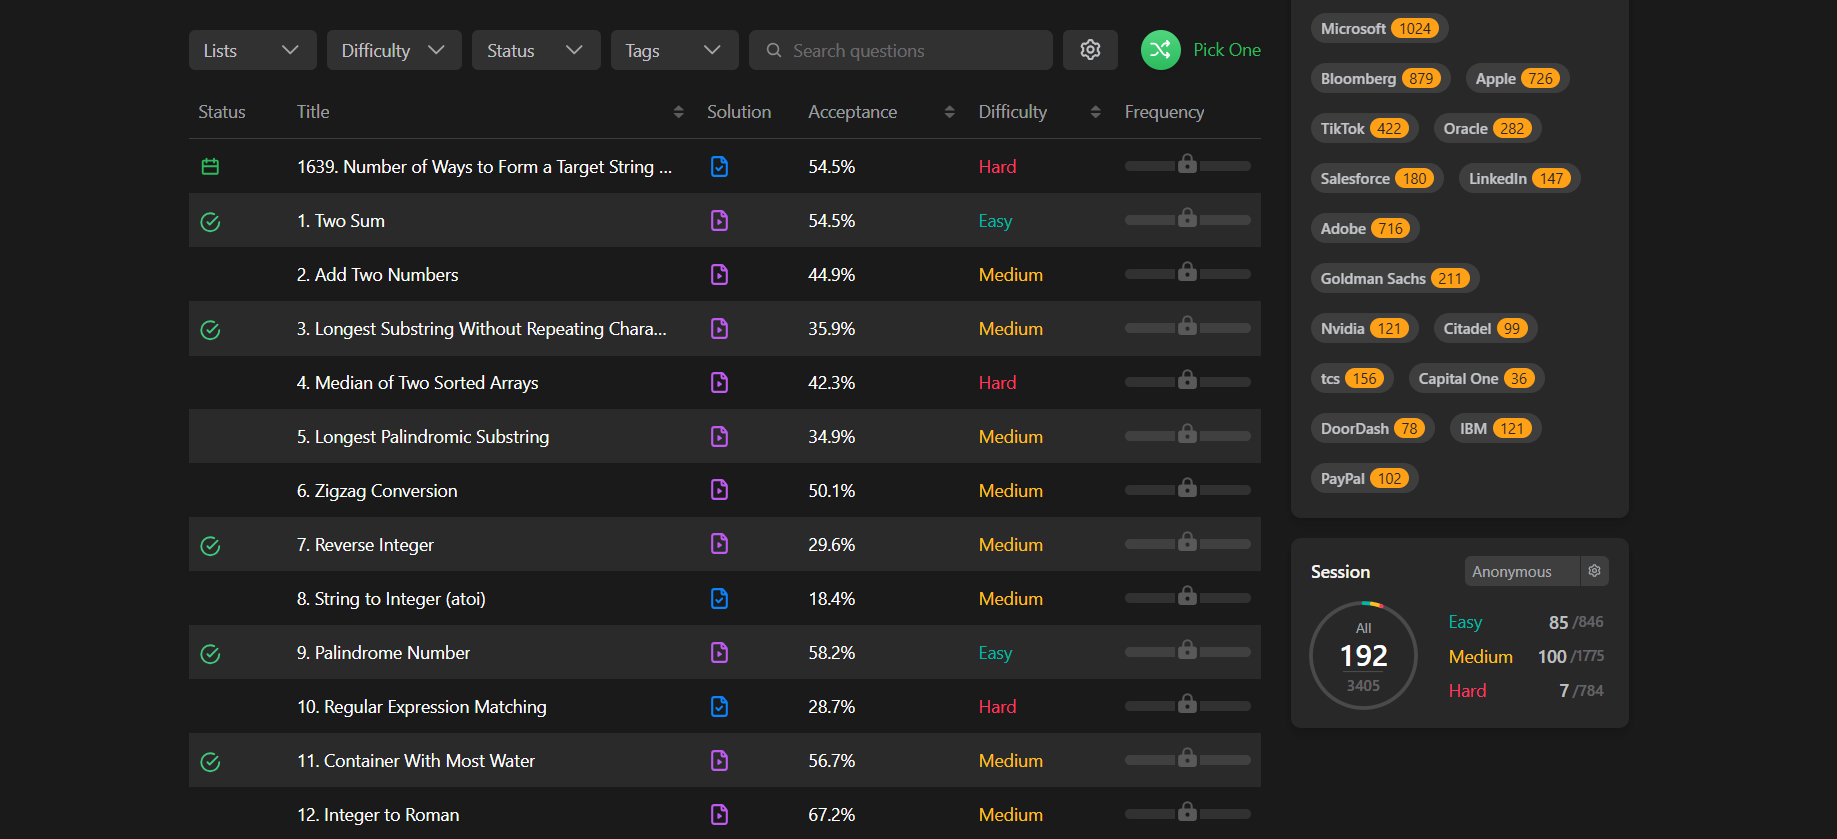 Lists Difficulty Status Tags Search questions Pick One
Status Title Solution Acceptance Difficulty Frequency
1639. Number of Ways to Form a Target String ... 54.5% Hard
1. Two Sum 54.5% Easy
2. Add Two Numbers 44.9% Medium
3. Longest Substring Without Repeating Chara... 35.9% Medium
4. Median of Two Sorted Arrays 42.3% Hard
5. Longest Palindromic Substring 34.9% Medium
6. Zigzag Conversion 50.1% Medium
7. Reverse Integer 29.6% Medium
8. String to Integer (atoi) 18.4% Medium
9. Palindrome Number 58.2% Easy
10. Regular Expression Matching 28.7% Hard
11. Container With Most Water 56.7% Medium
12. Integer to Roman 67.2% Medium
Microsoft 1024
Bloomberg 879 Apple 726
TikTok 422 Oracle 282
Salesforce 180 LinkedIn 147
Adobe 716
Goldman Sachs 211
Nvidia 121 Citadel 99
tcs 156 Capital One 36
DoorDash 78 IBM 121
PayPal 102
Session Anonymous
All
192
3405
Easy 85 /846
Medium 100 /1775
Hard 7 /784